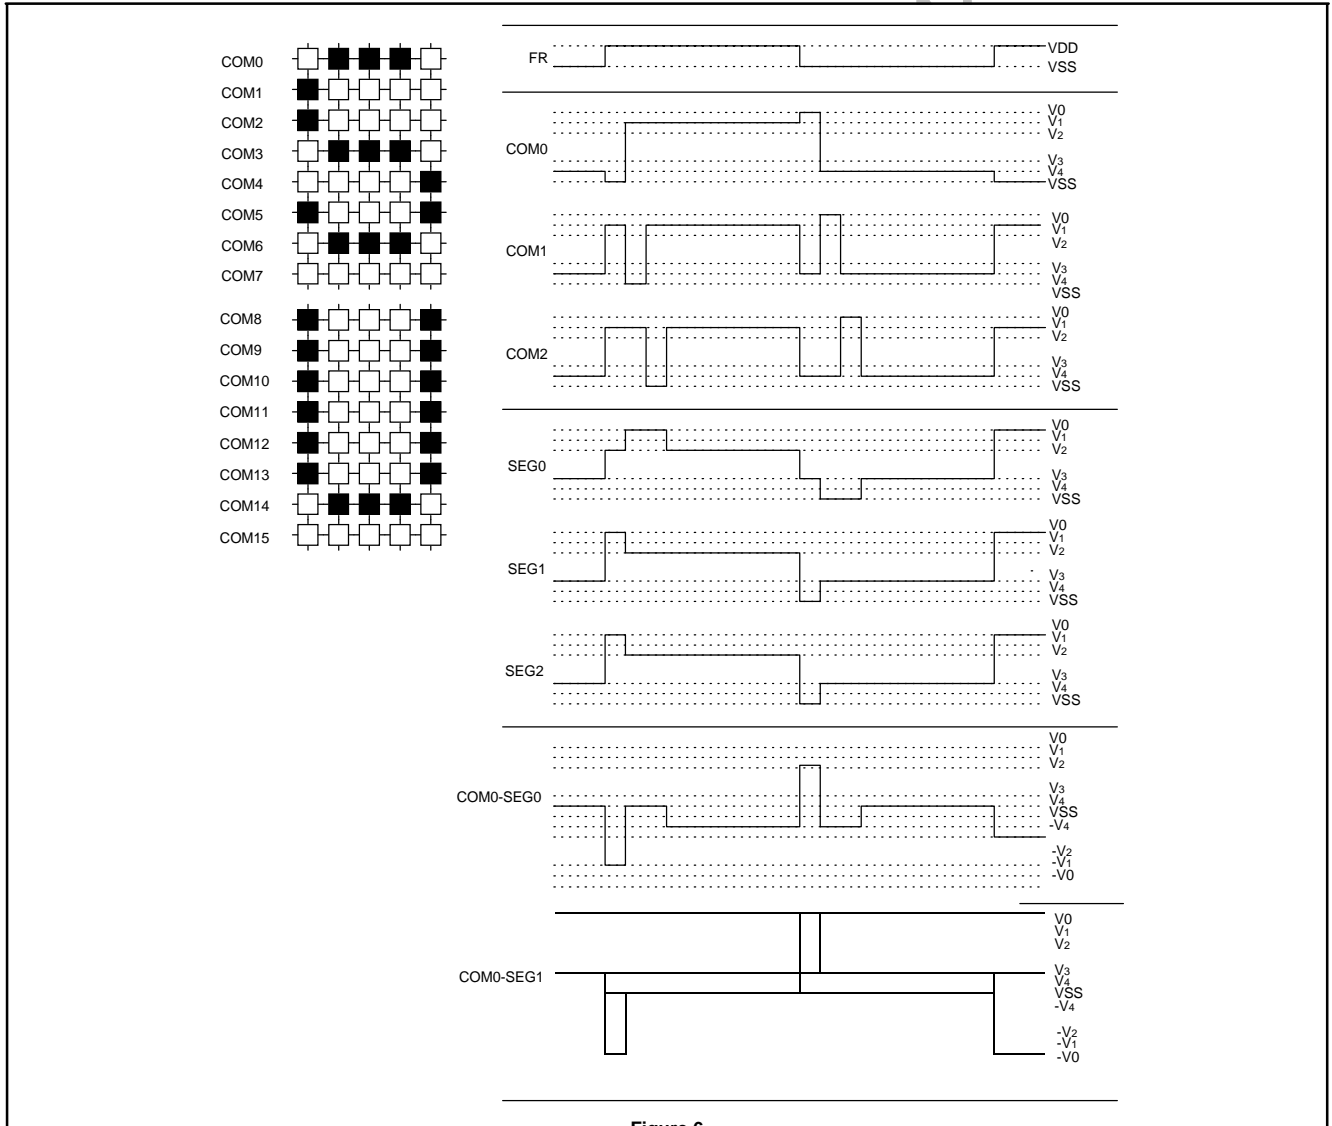 COM0
COM1
COM2
COM3
COM4
COM5
COM6
COM7
COM8
COM9
COM10
COM11
COM12
COM13
COM14
COM15
FR
VDD
VSS
COM0
V0
V1
V2
V3
V4
VSS
COM1
V0
V1
V2
V3
V4
VSS
COM2
V0
V1
V2
V3
V4
VSS
SEG0
V0
V1
V2
V3
V4
VSS
SEG1
V0
V1
V2
V3
V4
VSS
SEG2
V0
V1
V2
V3
V4
VSS
COM0-SEG0
V0
V1
V2
V3
V4
VSS
-V4
-V2
-V1
-V0
COM0-SEG1
V0
V1
V2
V3
V4
VSS
-V4
-V2
-V1
-V0
Figure 6